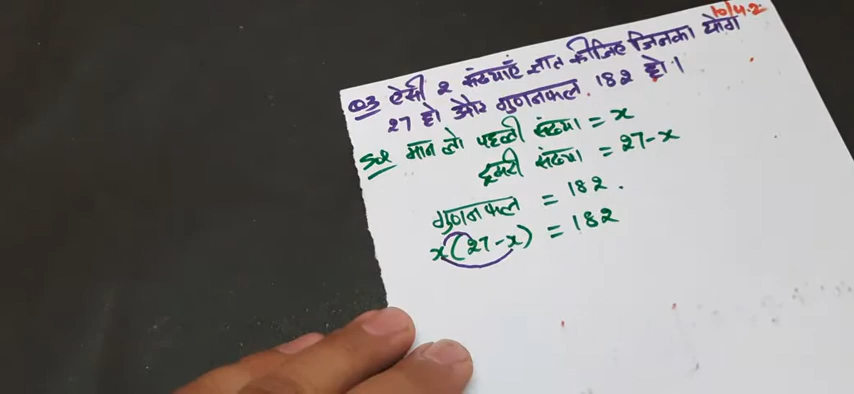 10/4.2
Q3 ऐसी 2 संख्याएँ ज्ञात कीजिए जिनका योग
27 हो और गुणनफल 182 हो।
Sol मान लो पहली संख्या = x
दूसरी संख्या = 27-x
गुणनफल = 182.
x(27-x) = 182